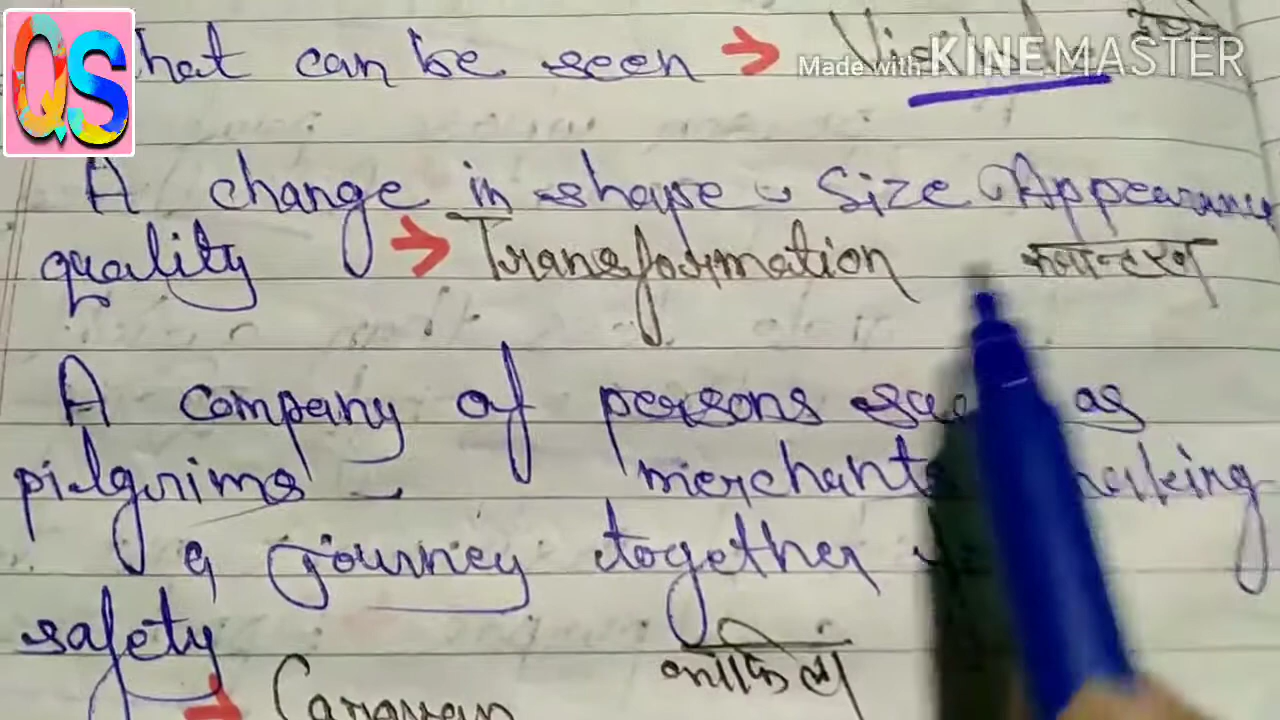 QS
that can be seen → Visible
Made with KINEMASTER
A change in shape, size, Appearance
quality → Transformation रूपान्तरण
A company of persons such as
pilgrims - merchants making
a journey together
safety
काफिला
→ Caravan